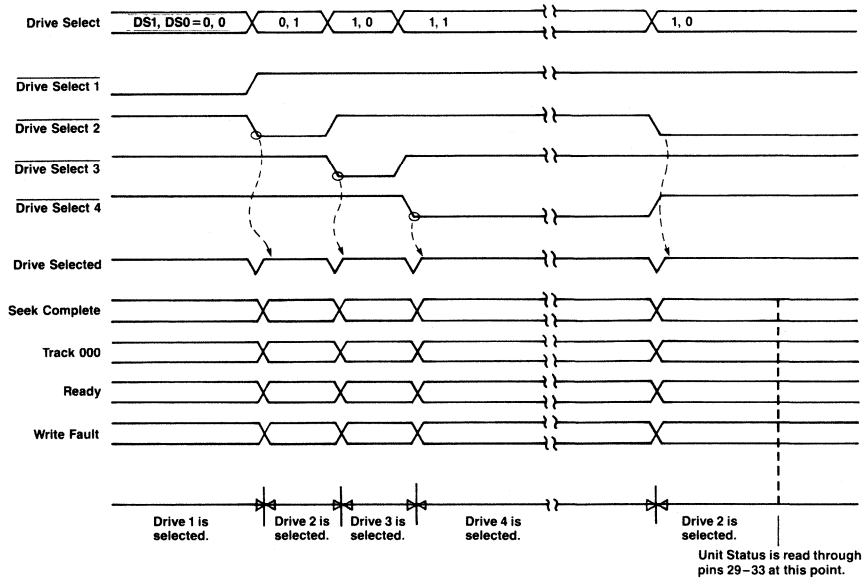 Drive Select DS1, DS0 = 0, 0 0, 1 1, 0 1, 1 1, 0
Drive Select 1
Drive Select 2
Drive Select 3
Drive Select 4
Drive Selected
Seek Complete
Track 000
Ready
Write Fault
Drive 1 is
selected.
Drive 2 is
selected.
Drive 3 is
selected.
Drive 4 is
selected.
Drive 2 is
selected.
Unit Status is read through
pins 29–33 at this point.